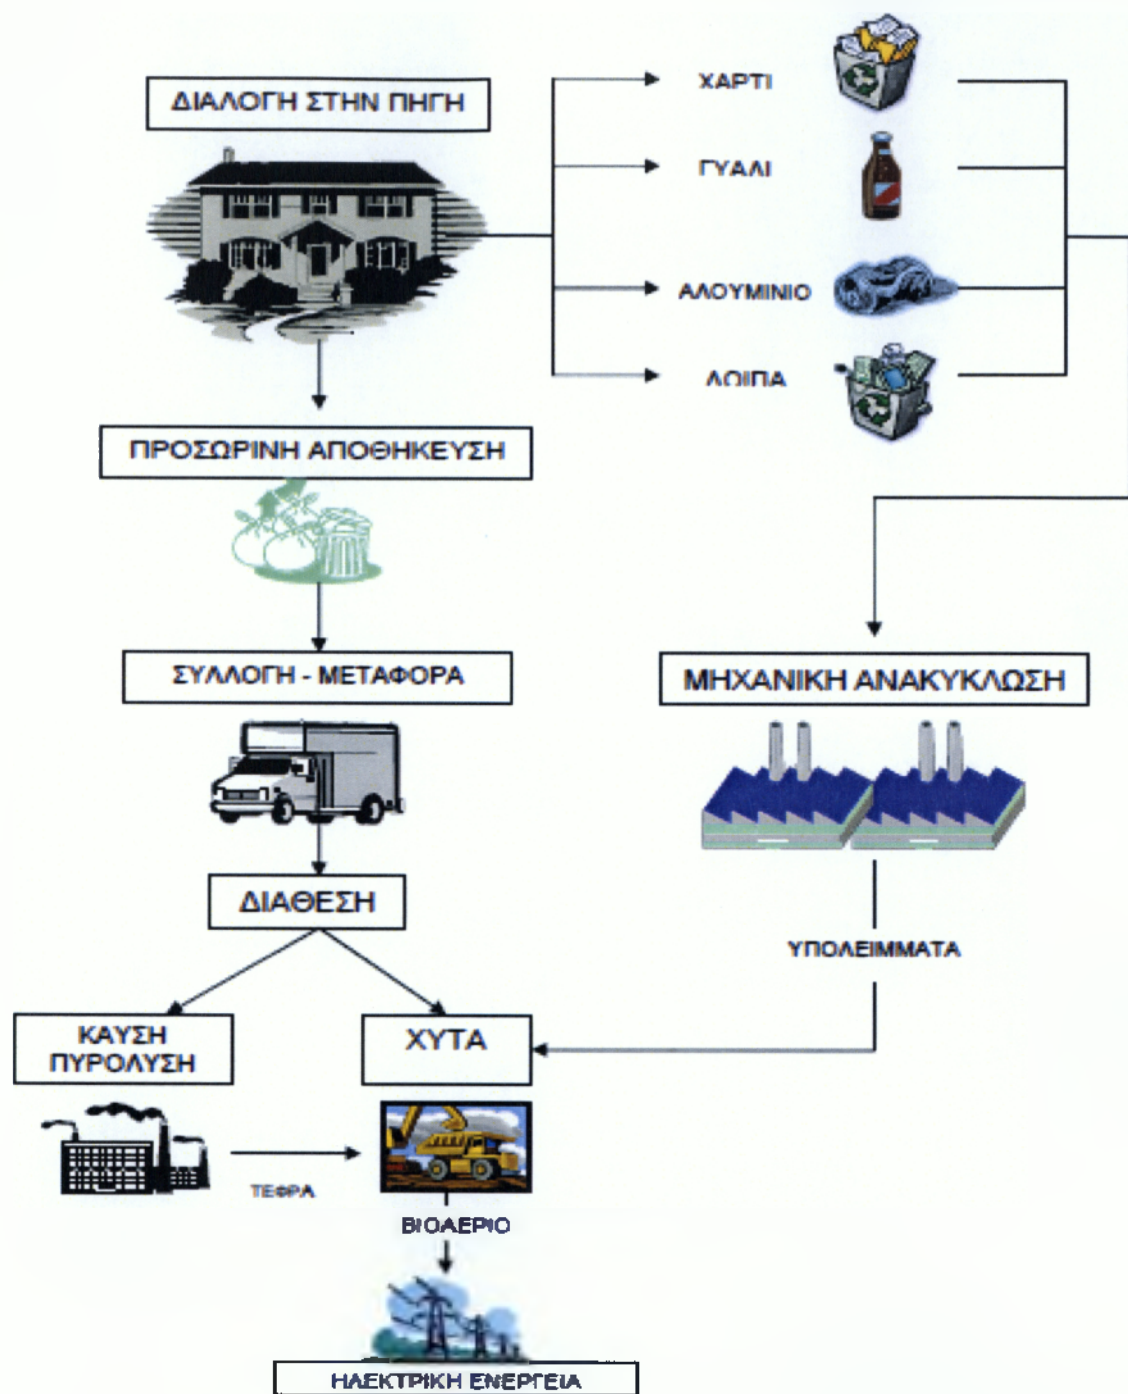 ΔΙΑΛΟΓΗ ΣΤΗΝ ΠΗΓΗ
ΧΑΡΤΙ
ΓΥΑΛΙ
ΑΛΟΥΜΙΝΙΟ
ΛΟΙΠΑ
ΠΡΟΣΩΡΙΝΗ ΑΠΟΘΗΚΕΥΣΗ
ΣΥΛΛΟΓΗ - ΜΕΤΑΦΟΡΑ
ΜΗΧΑΝΙΚΗ ΑΝΑΚΥΚΛΩΣΗ
ΔΙΑΘΕΣΗ
ΥΠΟΛΕΙΜΜΑΤΑ
ΚΑΥΣΗ
ΠΥΡΟΛΥΣΗ
ΧΥΤΑ
ΤΕΦΡΑ
ΒΙΟΑΕΡΙΟ
ΗΛΕΚΤΡΙΚΗ ΕΝΕΡΓΕΙΑ